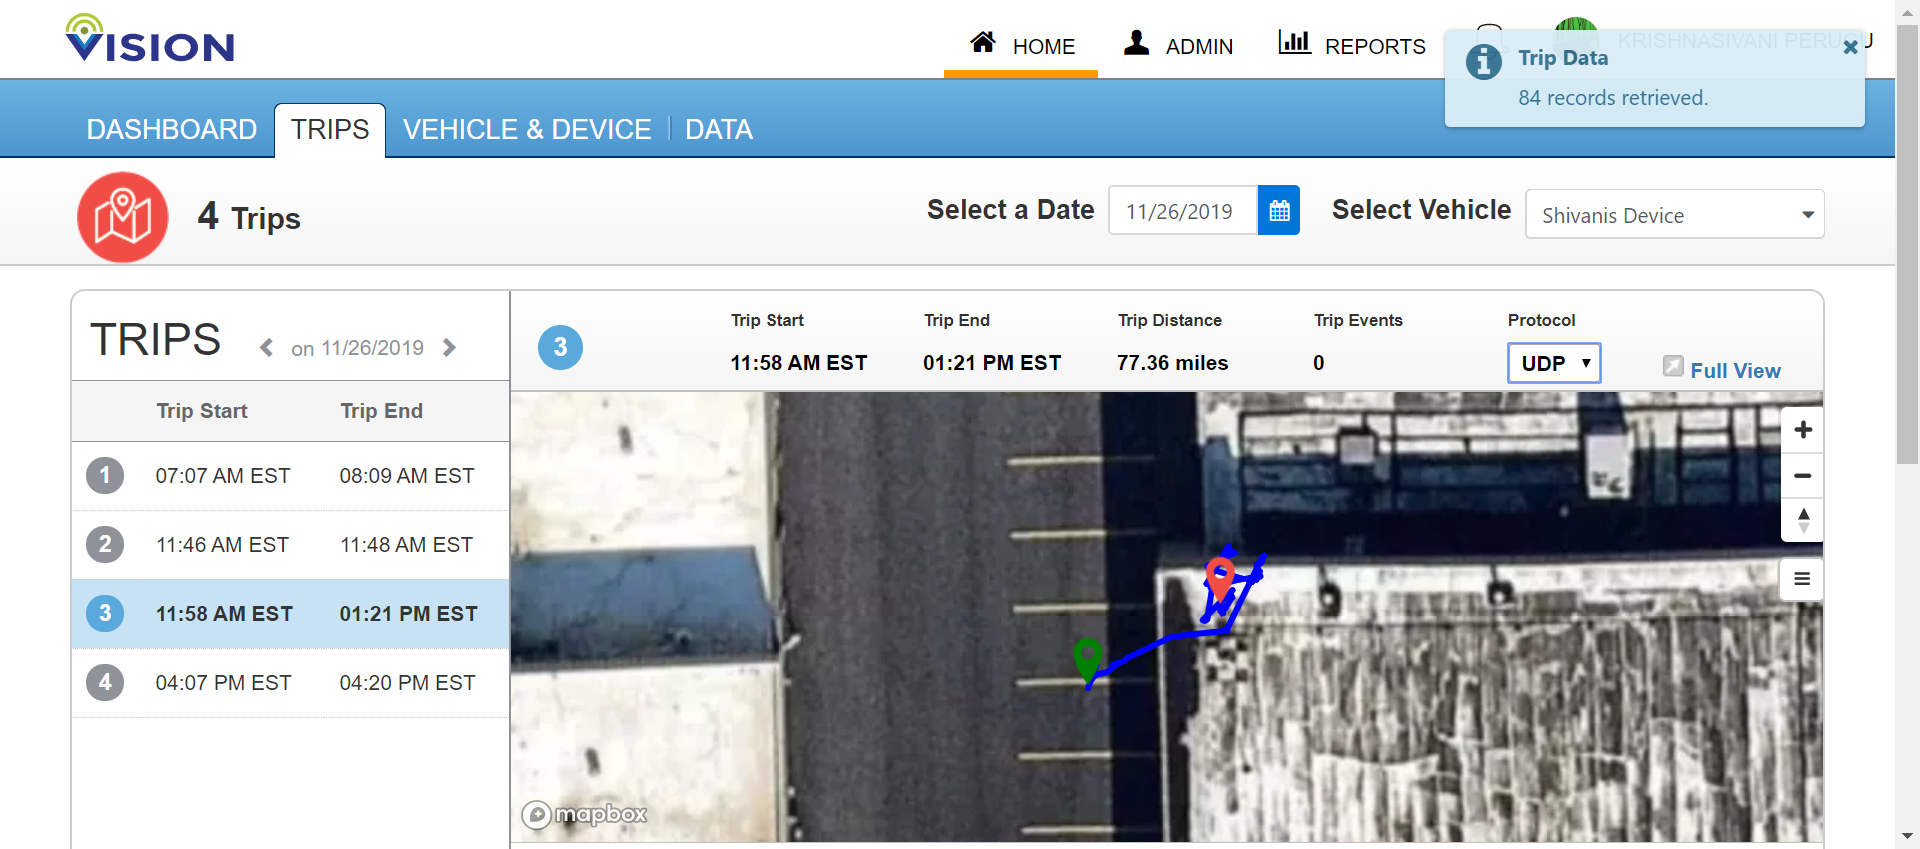 VISION
HOME
ADMIN
REPORTS
KRISHNASIVANI PERUGU
Trip Data
84 records retrieved.
DASHBOARD
TRIPS
VEHICLE & DEVICE
DATA
4 Trips
Select a Date
11/26/2019
Select Vehicle
Shivanis Device
TRIPS
on 11/26/2019
Trip Start Trip End
1 07:07 AM EST 08:09 AM EST
2 11:46 AM EST 11:48 AM EST
3 11:58 AM EST 01:21 PM EST
4 04:07 PM EST 04:20 PM EST
3
Trip Start Trip End Trip Distance Trip Events Protocol
11:58 AM EST 01:21 PM EST 77.36 miles 0 UDP
Full View
mapbox